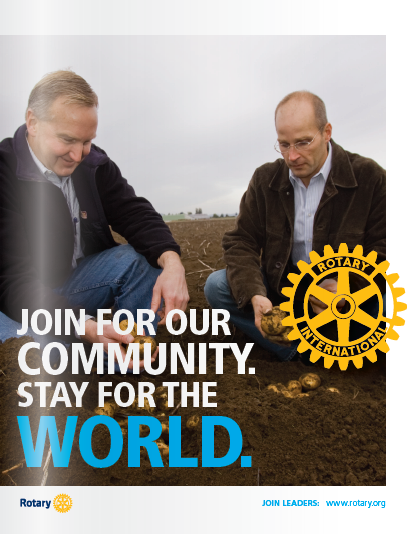 ROTARY
INTERNATIONAL
JOIN FOR OUR
COMMUNITY.
STAY FOR THE
WORLD.
Rotary
JOIN LEADERS: www.rotary.org